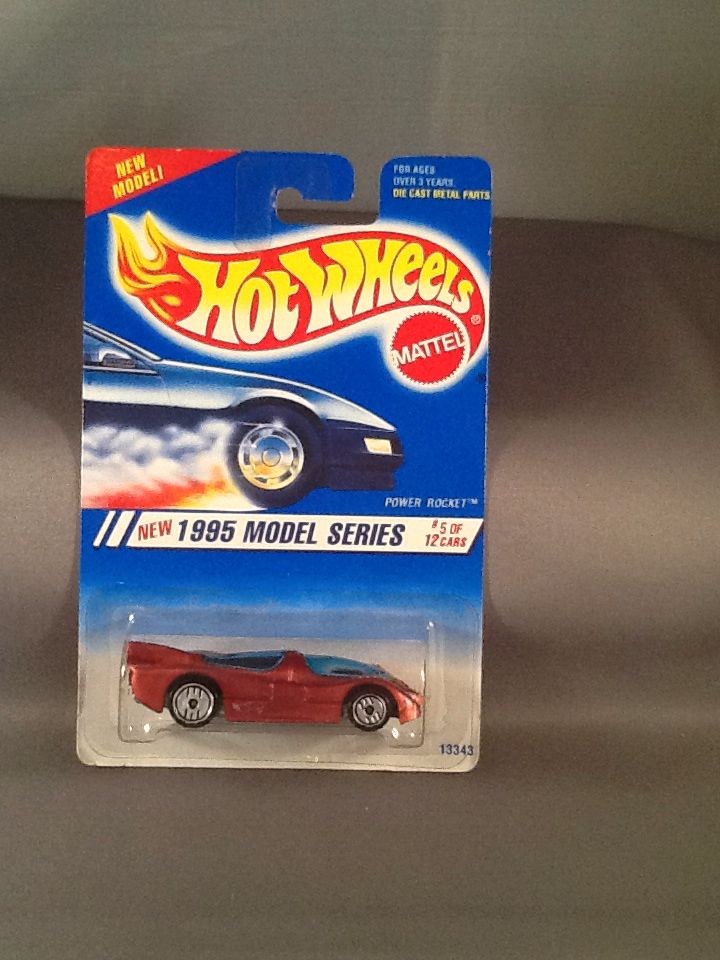 NEW
MODEL!
FOR AGES
OVER 3 YEARS
DIE CAST METAL PARTS
HOT WHEELS®
MATTEL
POWER ROCKET™
NEW 1995 MODEL SERIES
#5 OF
12 CARS
13343